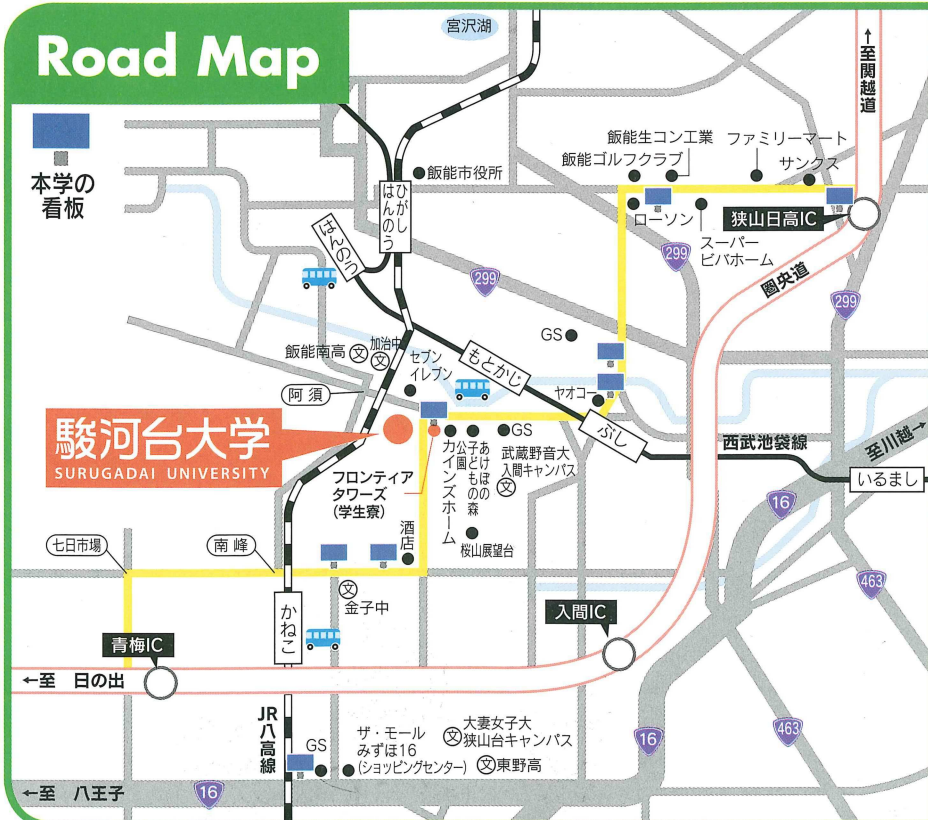 Road Map
本学の
看板
宮沢湖
↑至関越道
飯能市役所
飯能生コン工業
飯能ゴルフクラブ
ファミリーマート
サンクス
ローソン
スーパー
ビバホーム
狭山日高IC
ひがし
はんのう
はんのう
299
299
299
圏央道
GS
飯能南高
文
加治中
文
セブン
イレブン
もとかじ
ヤオコー
阿須
ぶし
西武池袋線
至川越→
いるまし
駿河台大学
SURUGADAI UNIVERSITY
フロンティア
タワーズ
(学生寮)
カインズホーム
あけぼの
子どもの森
公園
GS
武蔵野音大
入間キャンパス
文
桜山展望台
酒店
16
七日市場
南峰
文
金子中
463
かねこ
入間IC
青梅IC
←至 日の出
JR八高線
GS
ザ・モール
みずほ16
(ショッピングセンター)
文
大妻女子大
狭山台キャンパス
文東野高
16
463
←至 八王子
16